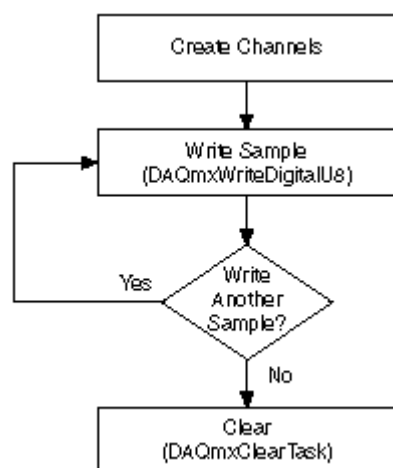 Create Channels
Write Sample
(DAQmxWriteDigitalU8)
Yes
Write
Another
Sample?
No
Clear
(DAQmxClearTask)